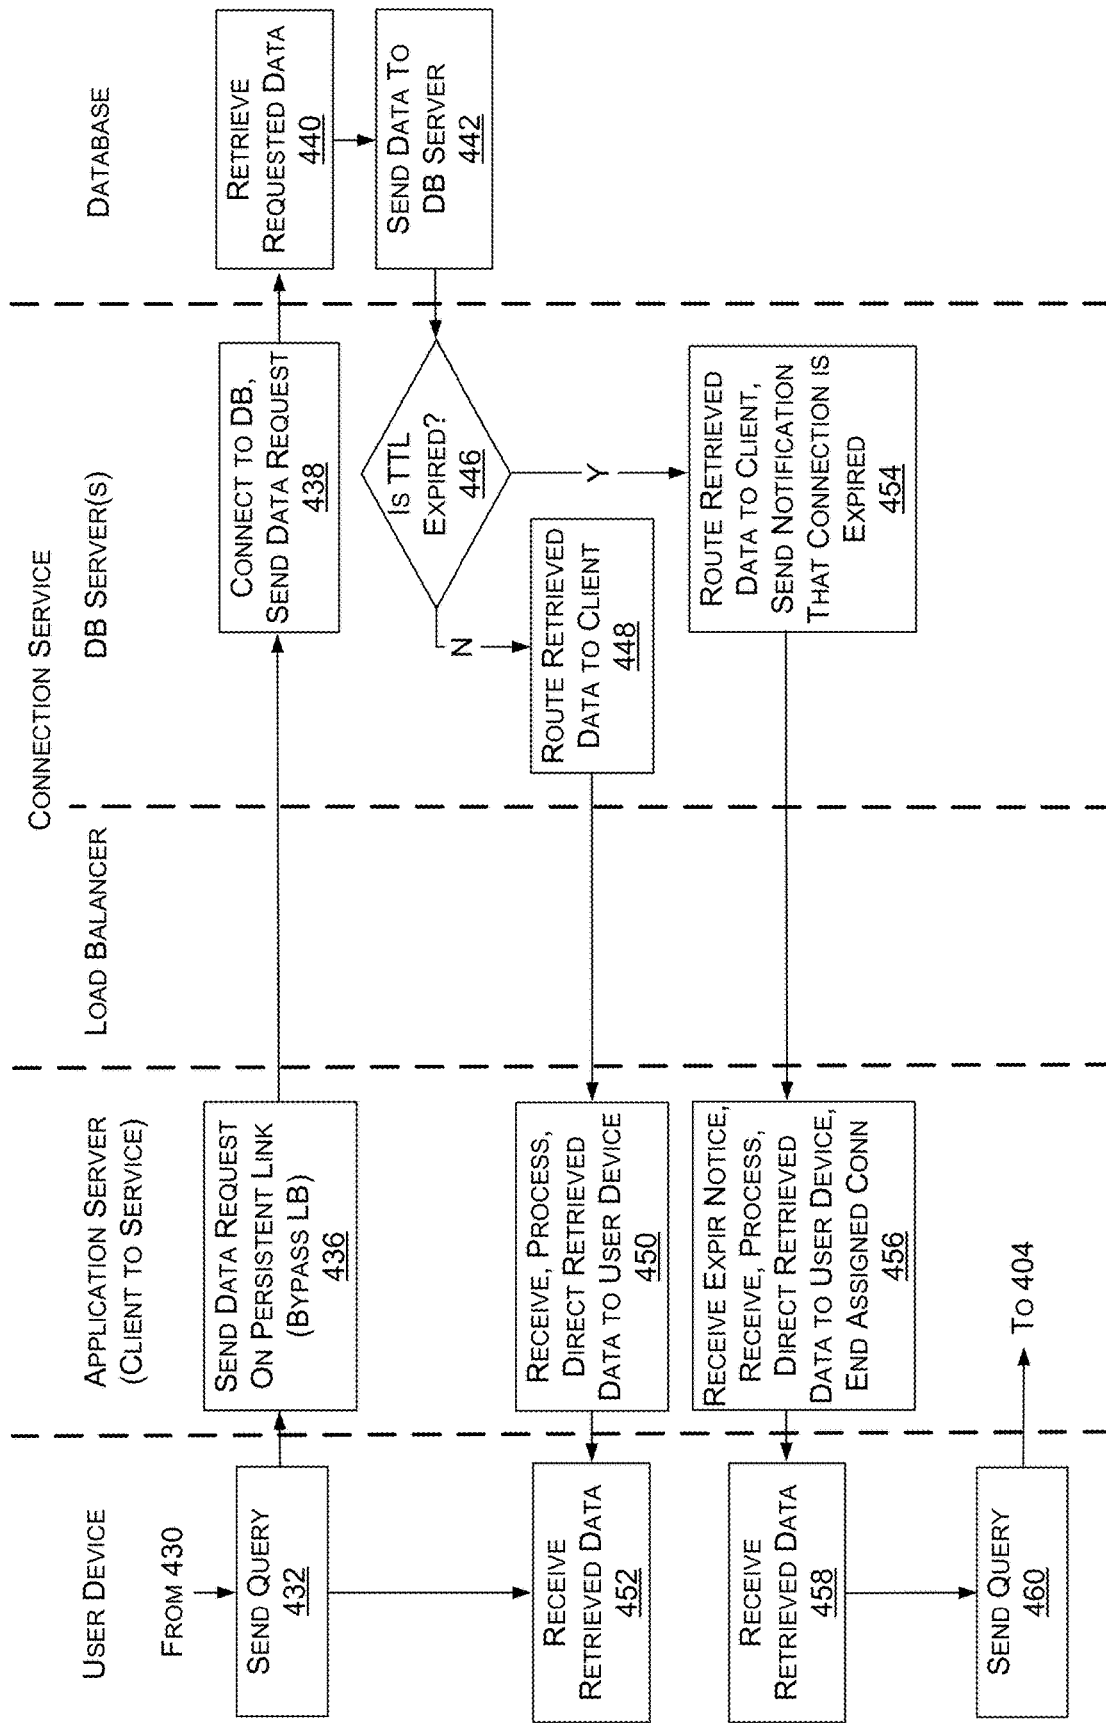 CONNECTION SERVICE
USER DEVICE
APPLICATION SERVER
(CLIENT TO SERVICE)
LOAD BALANCER
DB SERVER(S)
DATABASE
FROM 430
SEND QUERY
432
SEND DATA REQUEST
ON PERSISTENT LINK
(BYPASS LB)
436
CONNECT TO DB,
SEND DATA REQUEST
438
RETRIEVE
REQUESTED DATA
440
SEND DATA TO
DB SERVER
442
IS TTL
EXPIRED?
446
N
Y
ROUTE RETRIEVED
DATA TO CLIENT
448
RECEIVE, PROCESS,
DIRECT RETRIEVED
DATA TO USER DEVICE
450
RECEIVE
RETRIEVED DATA
452
ROUTE RETRIEVED
DATA TO CLIENT,
SEND NOTIFICATION
THAT CONNECTION IS
EXPIRED
454
RECEIVE EXPIR NOTICE,
RECEIVE, PROCESS,
DIRECT RETRIEVED
DATA TO USER DEVICE,
END ASSIGNED CONN
456
RECEIVE
RETRIEVED DATA
458
SEND QUERY
460
TO 404